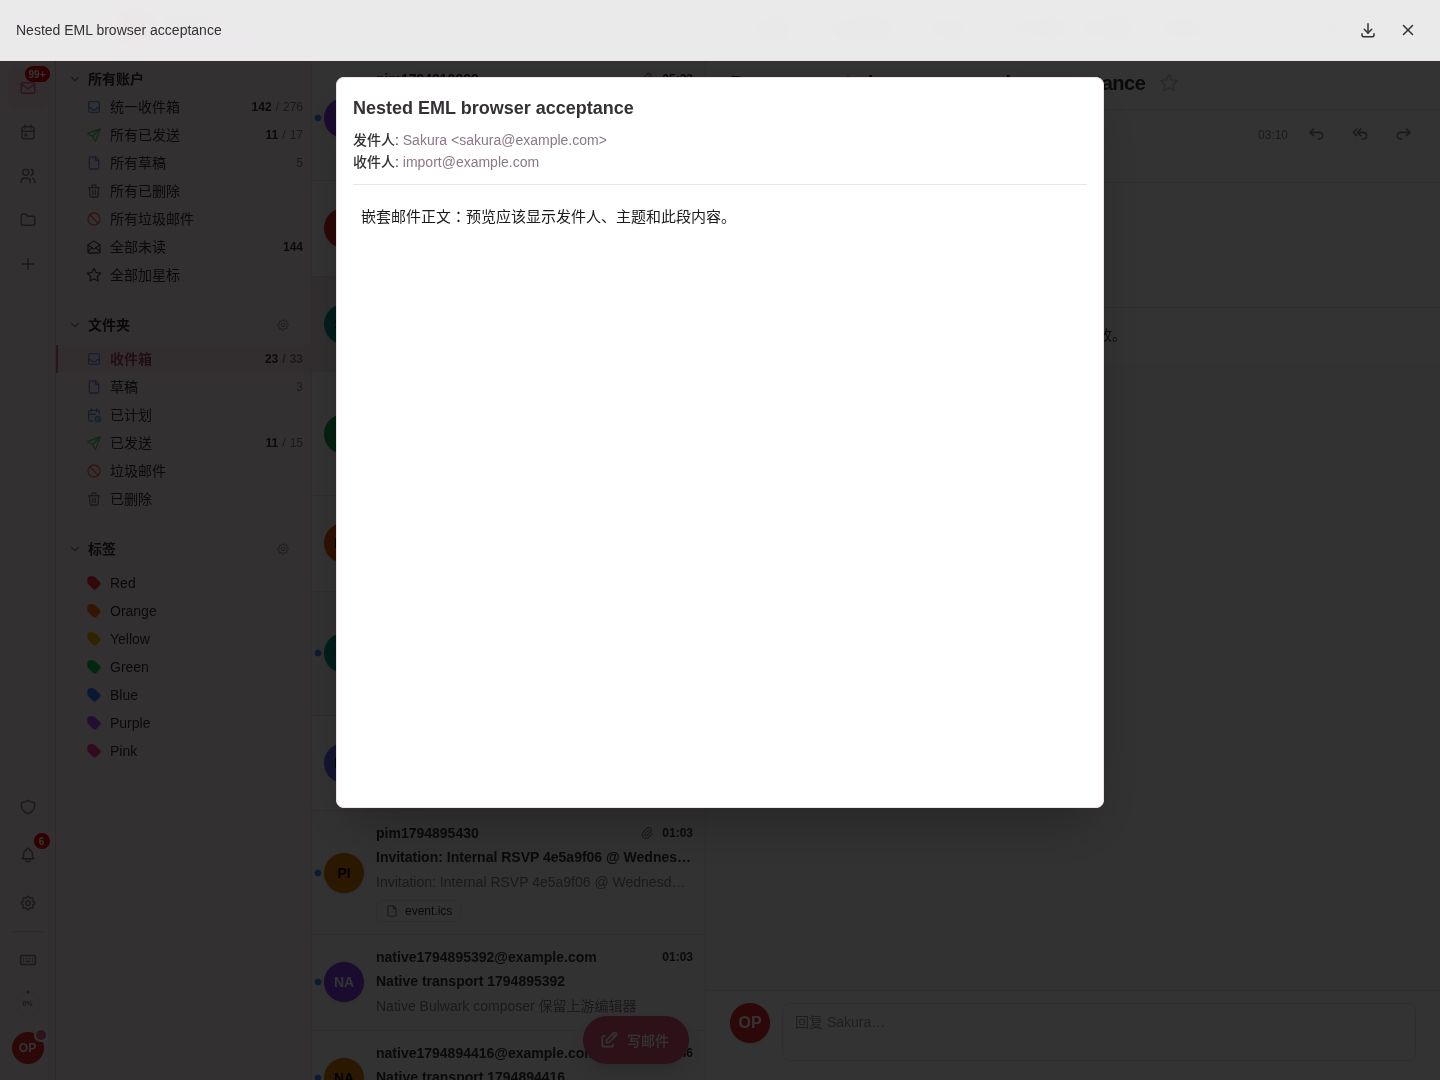 Nested EML browser acceptance
99+
所有账户
统一收件箱 142 / 276
所有已发送 11 / 17
所有草稿 5
所有已删除
所有垃圾邮件
全部未读 144
全部加星标
文件夹
收件箱 23 / 33
草稿 3
已计划
已发送 11 / 15
垃圾邮件
已删除
标签
Red
Orange
Yellow
Green
Blue
Purple
Pink
6
0%
OP
Nested EML browser acceptance
发件人: Sakura <sakura@example.com>
收件人: import@example.com
嵌套邮件正文：预览应该显示发件人、主题和此段内容。
03:10
PI
pim1794895430 01:03
Invitation: Internal RSVP 4e5a9f06 @ Wednes…
Invitation: Internal RSVP 4e5a9f06 @ Wednesd…
event.ics
NA
native1794895392@example.com 01:03
Native transport 1794895392
Native Bulwark composer 保留上游编辑器
NA
native1794894416@example.co
Native transport 1794894416
写邮件
OP
回复 Sakura…